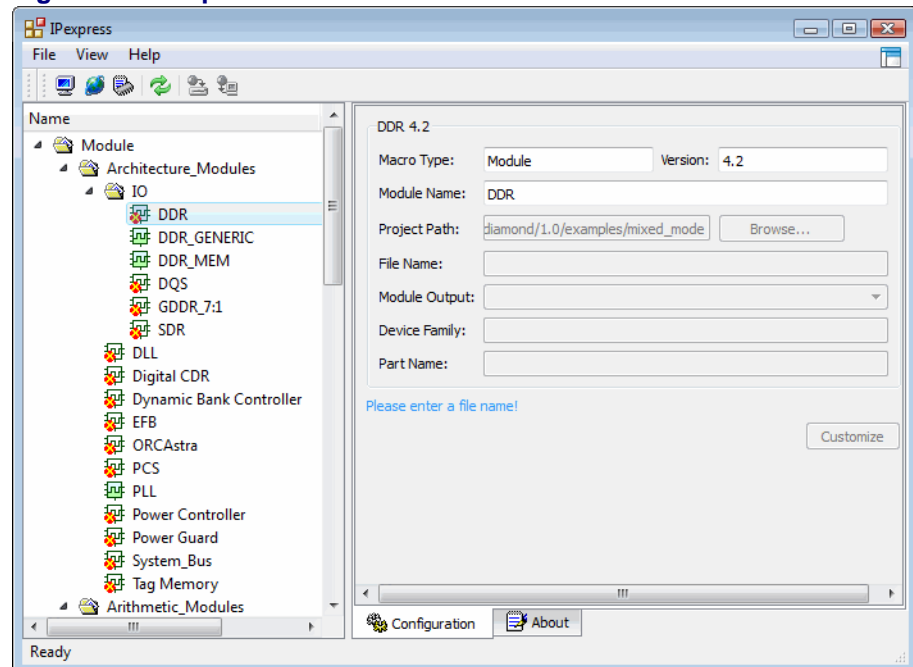 IPexpress
File View Help
Name
Module
Architecture_Modules
IO
DDR
DDR_GENERIC
DDR_MEM
DQS
GDDR_7:1
SDR
DLL
Digital CDR
Dynamic Bank Controller
EFB
ORCAstra
PCS
PLL
Power Controller
Power Guard
System_Bus
Tag Memory
Arithmetic_Modules
DDR 4.2
Macro Type: Module Version: 4.2
Module Name: DDR
Project Path: diamond/1.0/examples/mixed_mode Browse...
File Name:
Module Output:
Device Family:
Part Name:
Please enter a file name!
Customize
Configuration About
Ready